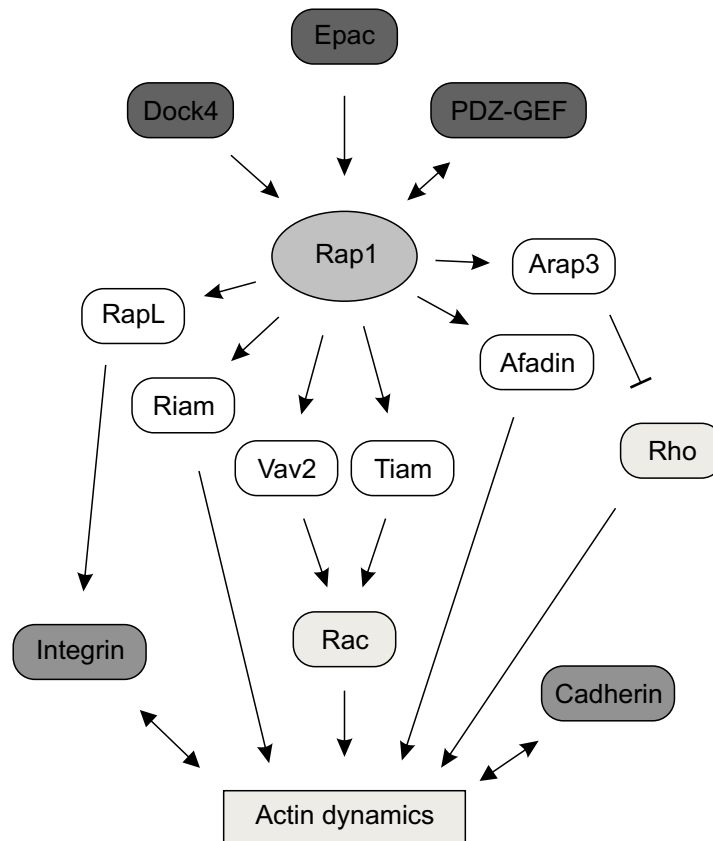 Epac
Dock4
PDZ-GEF
Rap1
Arap3
RapL
Afadin
Riam
Rho
Vav2
Tiam
Rac
Integrin
Cadherin
Actin dynamics